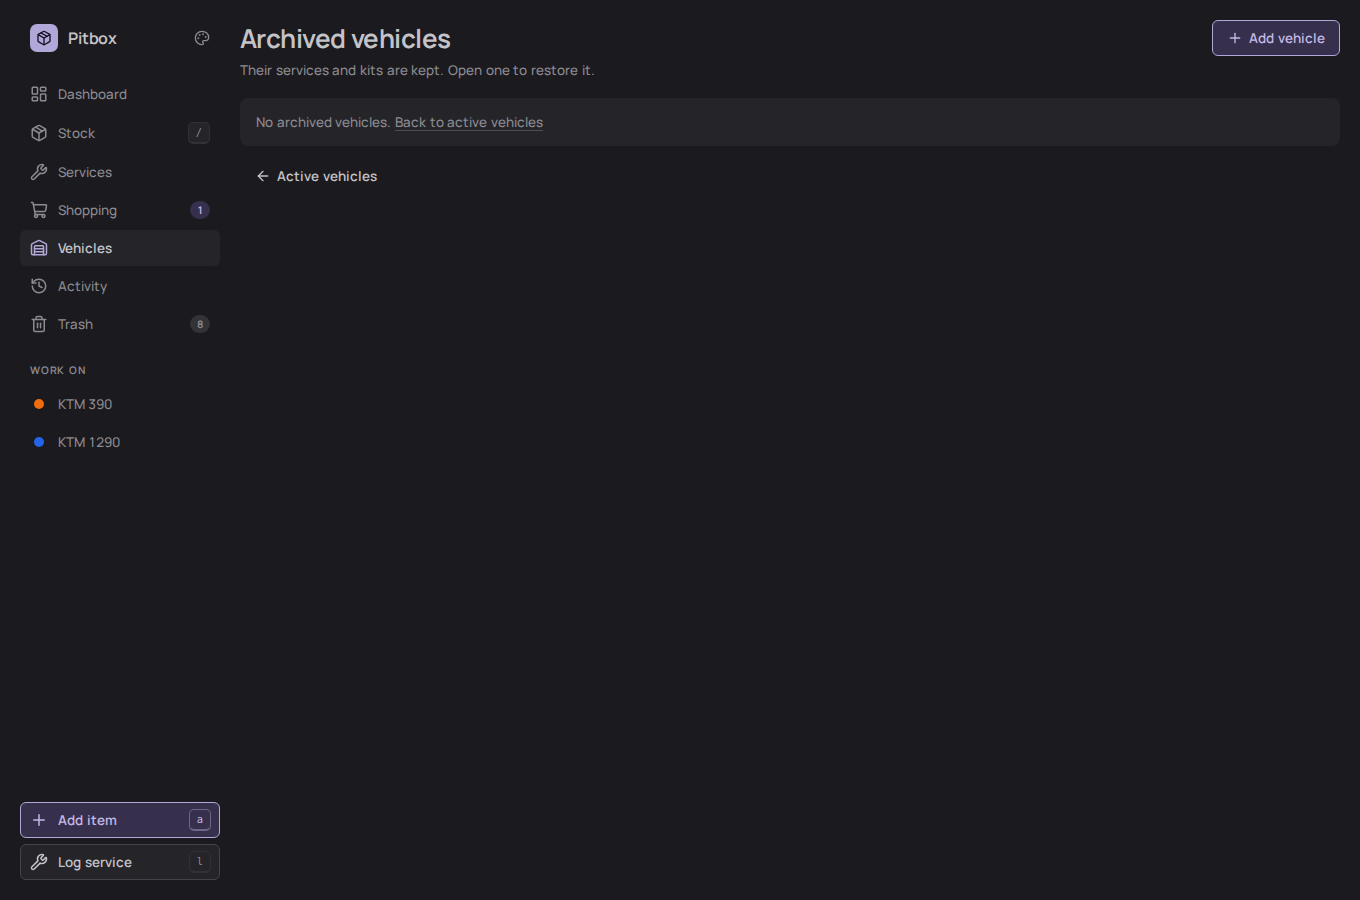 Pitbox
Dashboard
Stock /
Services
Shopping 1
Vehicles
Activity
Trash 8
WORK ON
KTM 390
KTM 1290
Add item a
Log service l
Archived vehicles
Their services and kits are kept. Open one to restore it.
Add vehicle
No archived vehicles. Back to active vehicles
Active vehicles